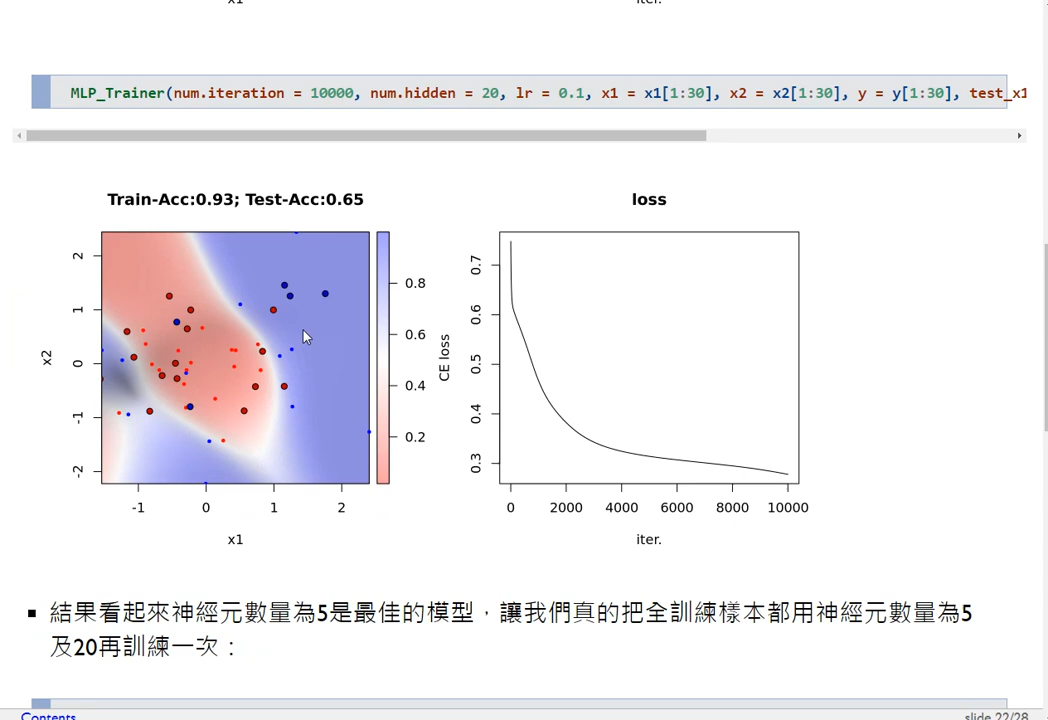 x1
iter.
MLP_Trainer(num.iteration = 10000, num.hidden = 20, lr = 0.1, x1 = x1[1:30], x2 = x2[1:30], y = y[1:30], test_x1
Train-Acc:0.93; Test-Acc:0.65
x2
2
1
0
-1
-2
-1
0
1
2
x1
0.8
0.6
0.4
0.2
loss
CE loss
0.7
0.6
0.5
0.4
0.3
0
2000
4000
6000
8000
10000
iter.
結果看起來神經元數量為5是最佳的模型，讓我們真的把全訓練樣本都用神經元數量為5
及20再訓練一次：
Contents
slide 22/28